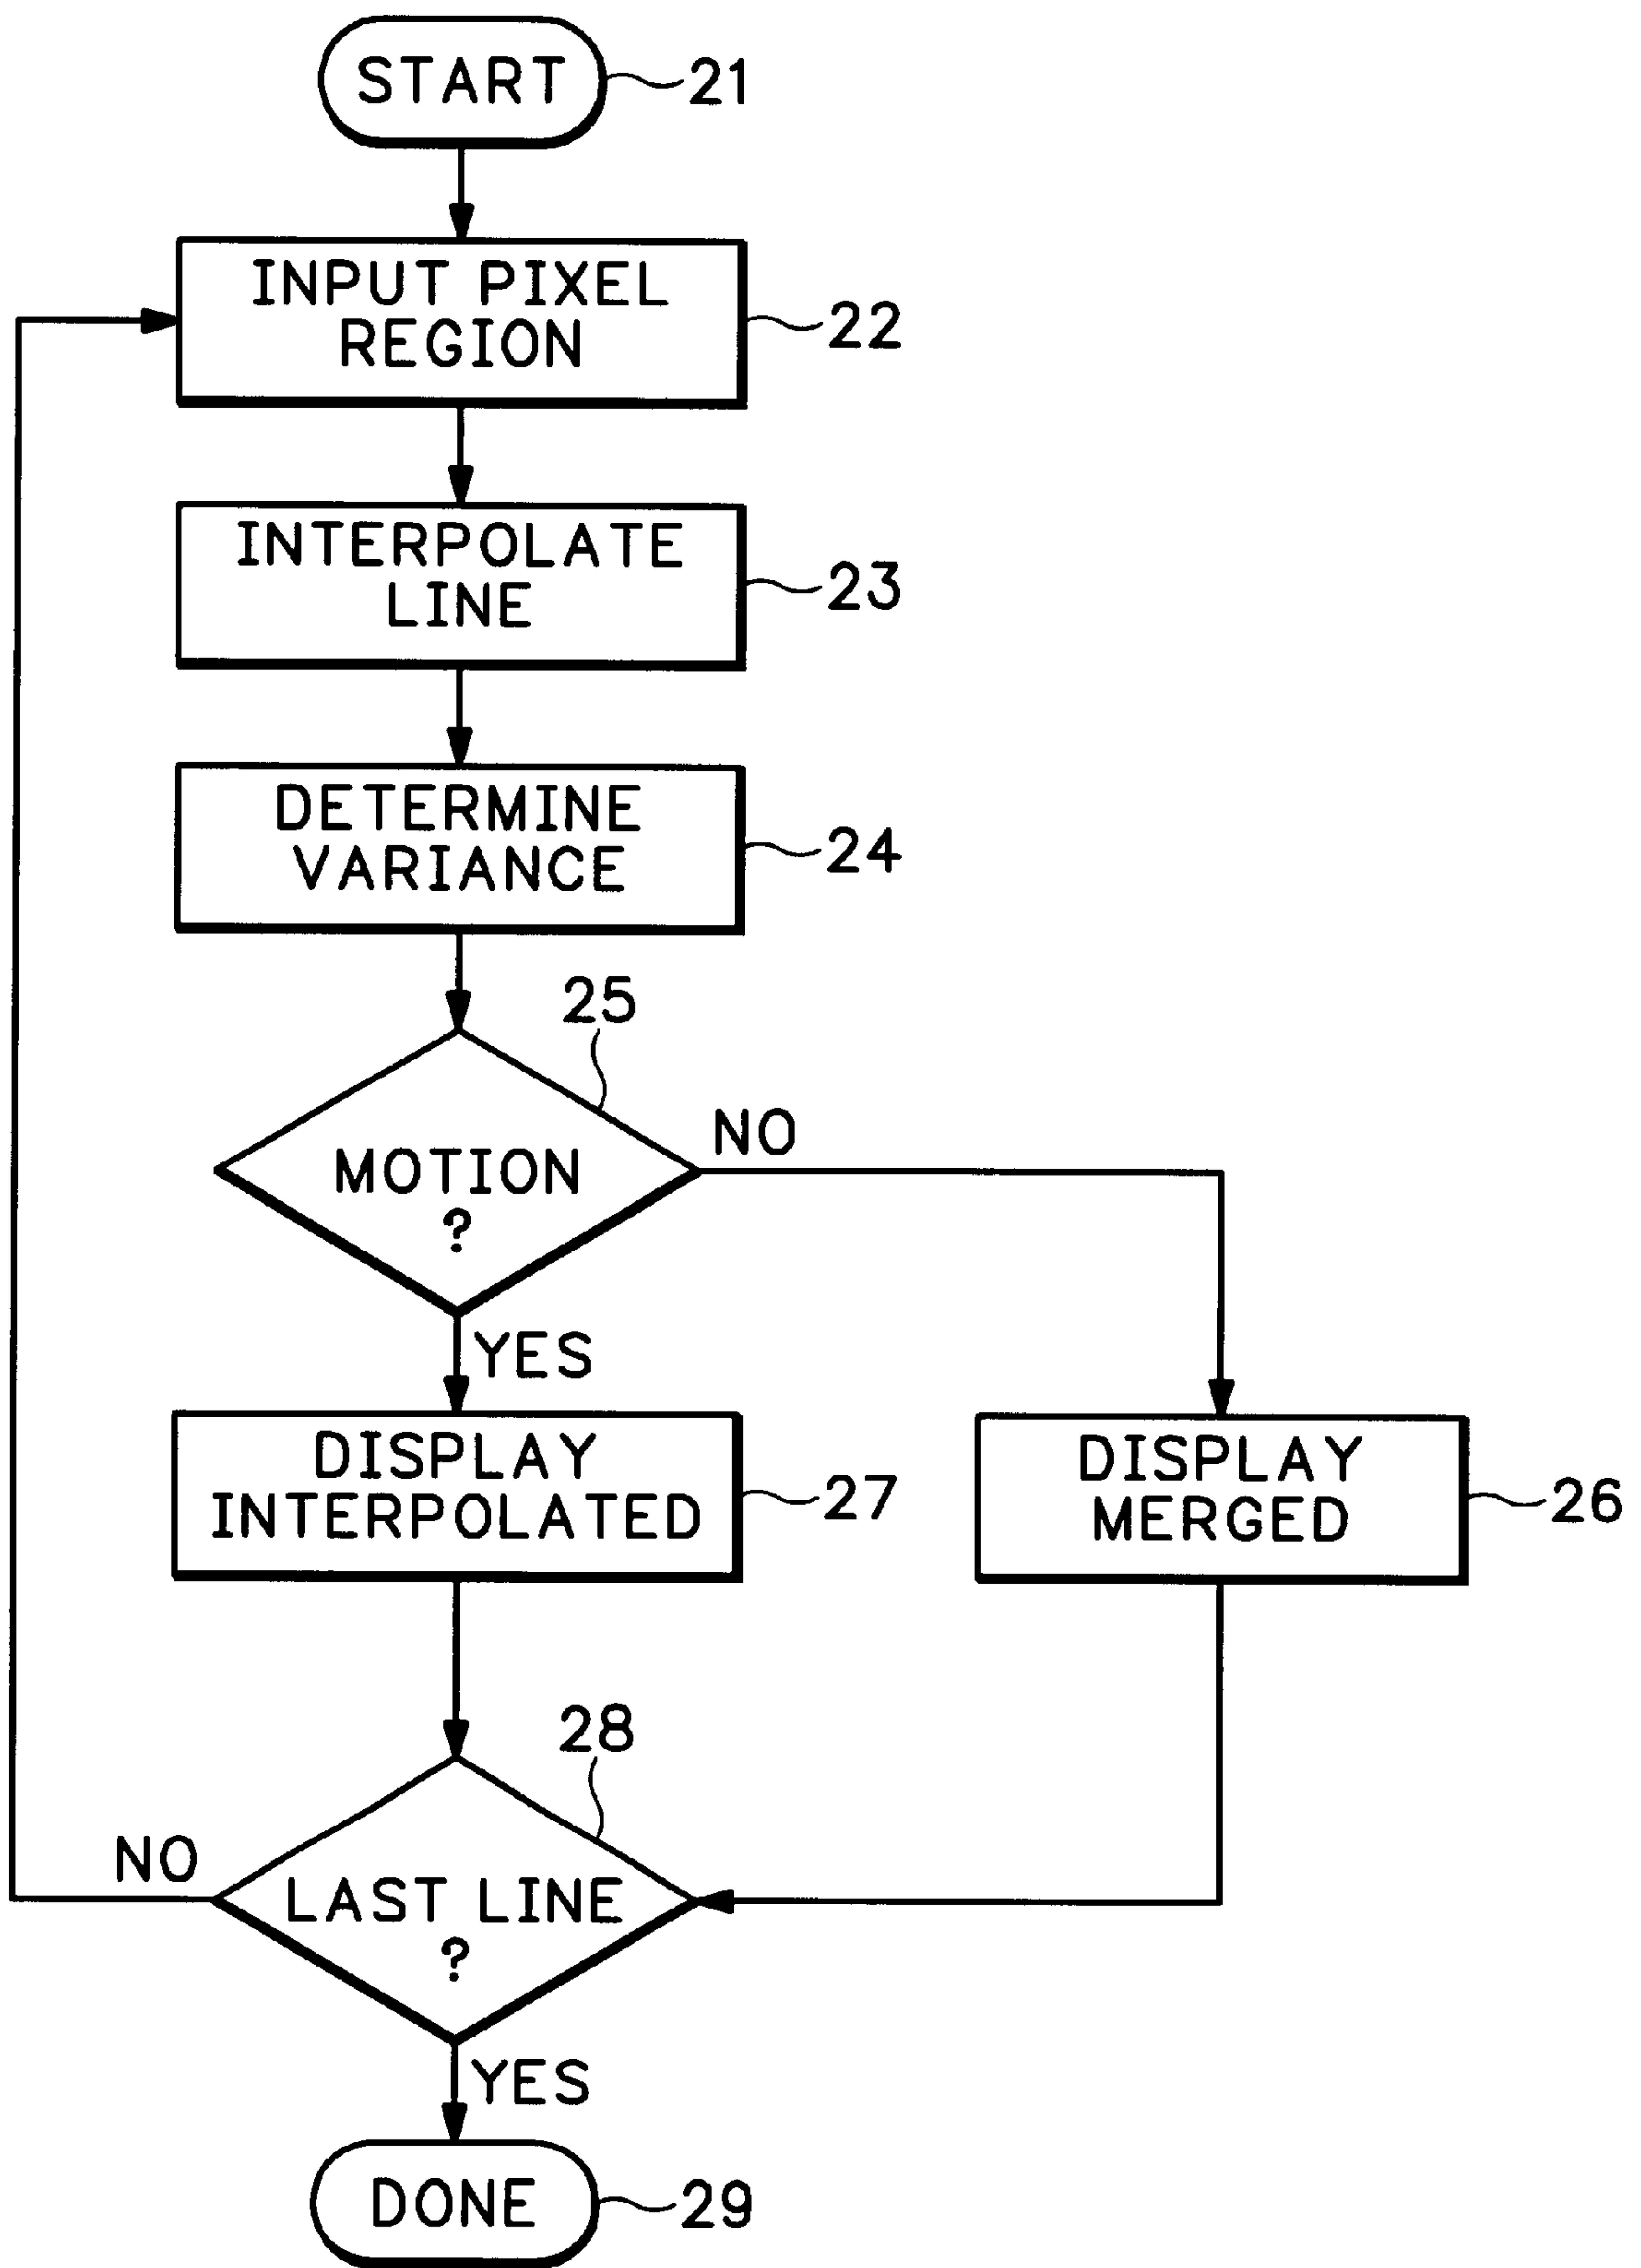 START
21
INPUT PIXEL
REGION
22
INTERPOLATE
LINE
23
DETERMINE
VARIANCE
24
25
MOTION
?
NO
YES
DISPLAY
INTERPOLATED
27
DISPLAY
MERGED
26
28
LAST LINE
?
NO
YES
DONE
29